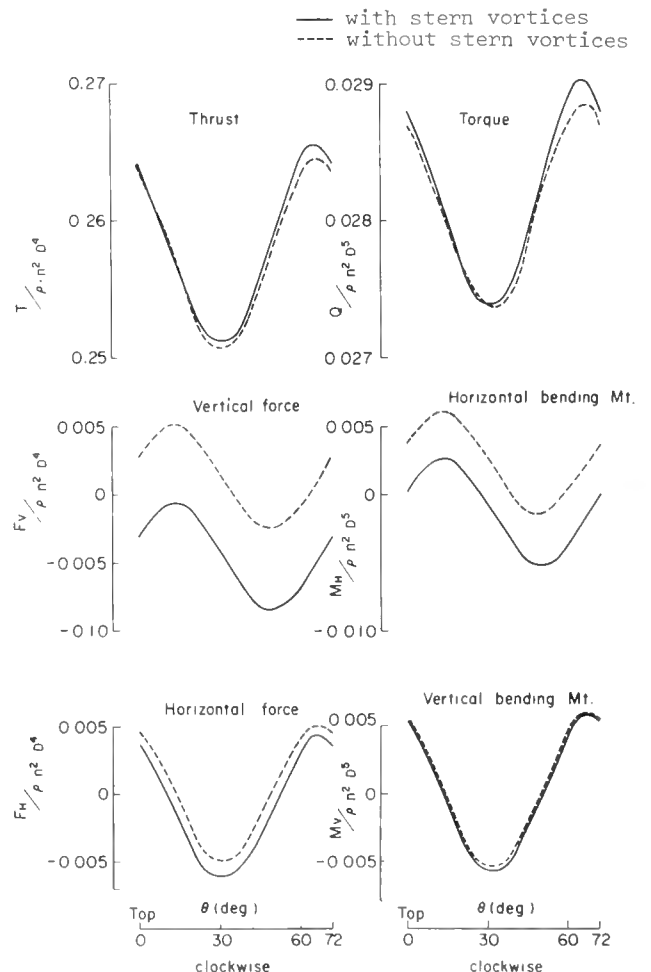 with stern vortices
without stern vortices
Thrust
0.27
0.26
0.25
T/ρ·n² D⁴
Torque
0.029
0.028
0.027
Q/ρ n² D⁵
Vertical force
0 005
0
-0 005
-0 10
Fv/ρ n² D⁴
Horizontal bending Mt.
0 005
0
-0 005
-0 010
MH/ρ n² D⁵
Horizontal force
0 005
0
-0 005
FH/ρ n² D⁴
Vertical bending Mt.
0 005
0
-0 005
Mv/ρ n² D⁵
Top θ (deg)
0 30 60 72
clockwise
Top θ (deg)
0 30 60 72
clockwise